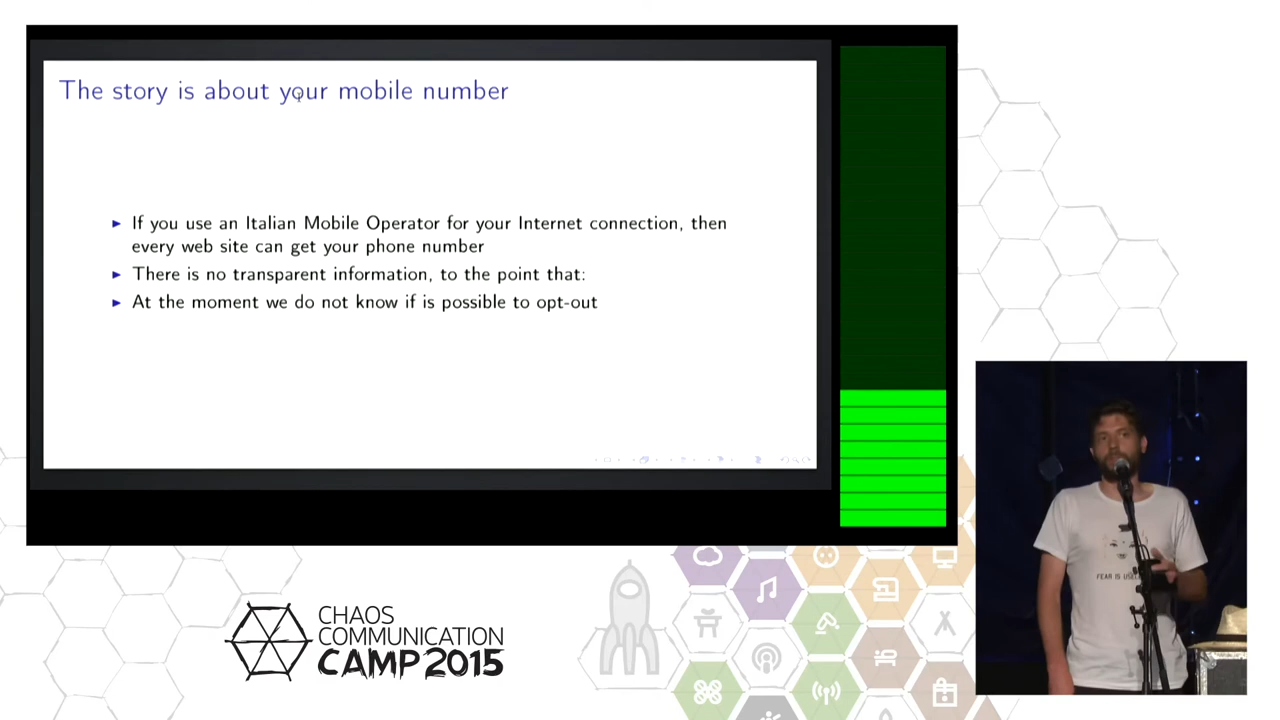 The story is about your mobile number
If you use an Italian Mobile Operator for your Internet connection, then
every web site can get your phone number
There is no transparent information, to the point that:
At the moment we do not know if is possible to opt-out
CHAOS
COMMUNICATION
CAMP 2015
FEAR IS